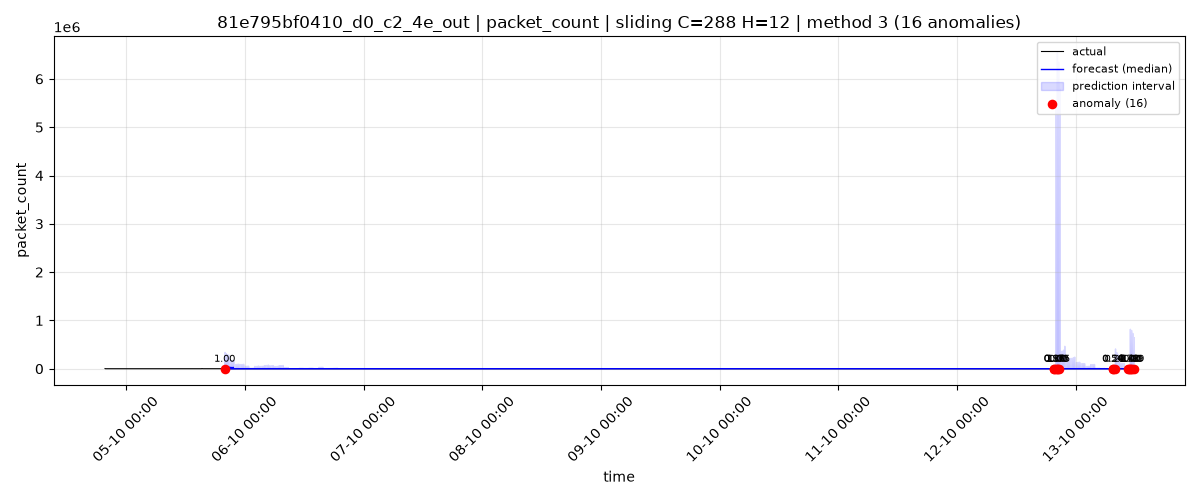 81e795bf0410_d0_c2_4e_out | packet_count | sliding C=288 H=12 | method 3 (16 anomalies)
1e6
actual
forecast (median)
prediction interval
anomaly (16)
packet_count
6
5
4
3
2
1
0
1.00
05-10 00:00
06-10 00:00
07-10 00:00
08-10 00:00
09-10 00:00
10-10 00:00
11-10 00:00
12-10 00:00
13-10 00:00
time